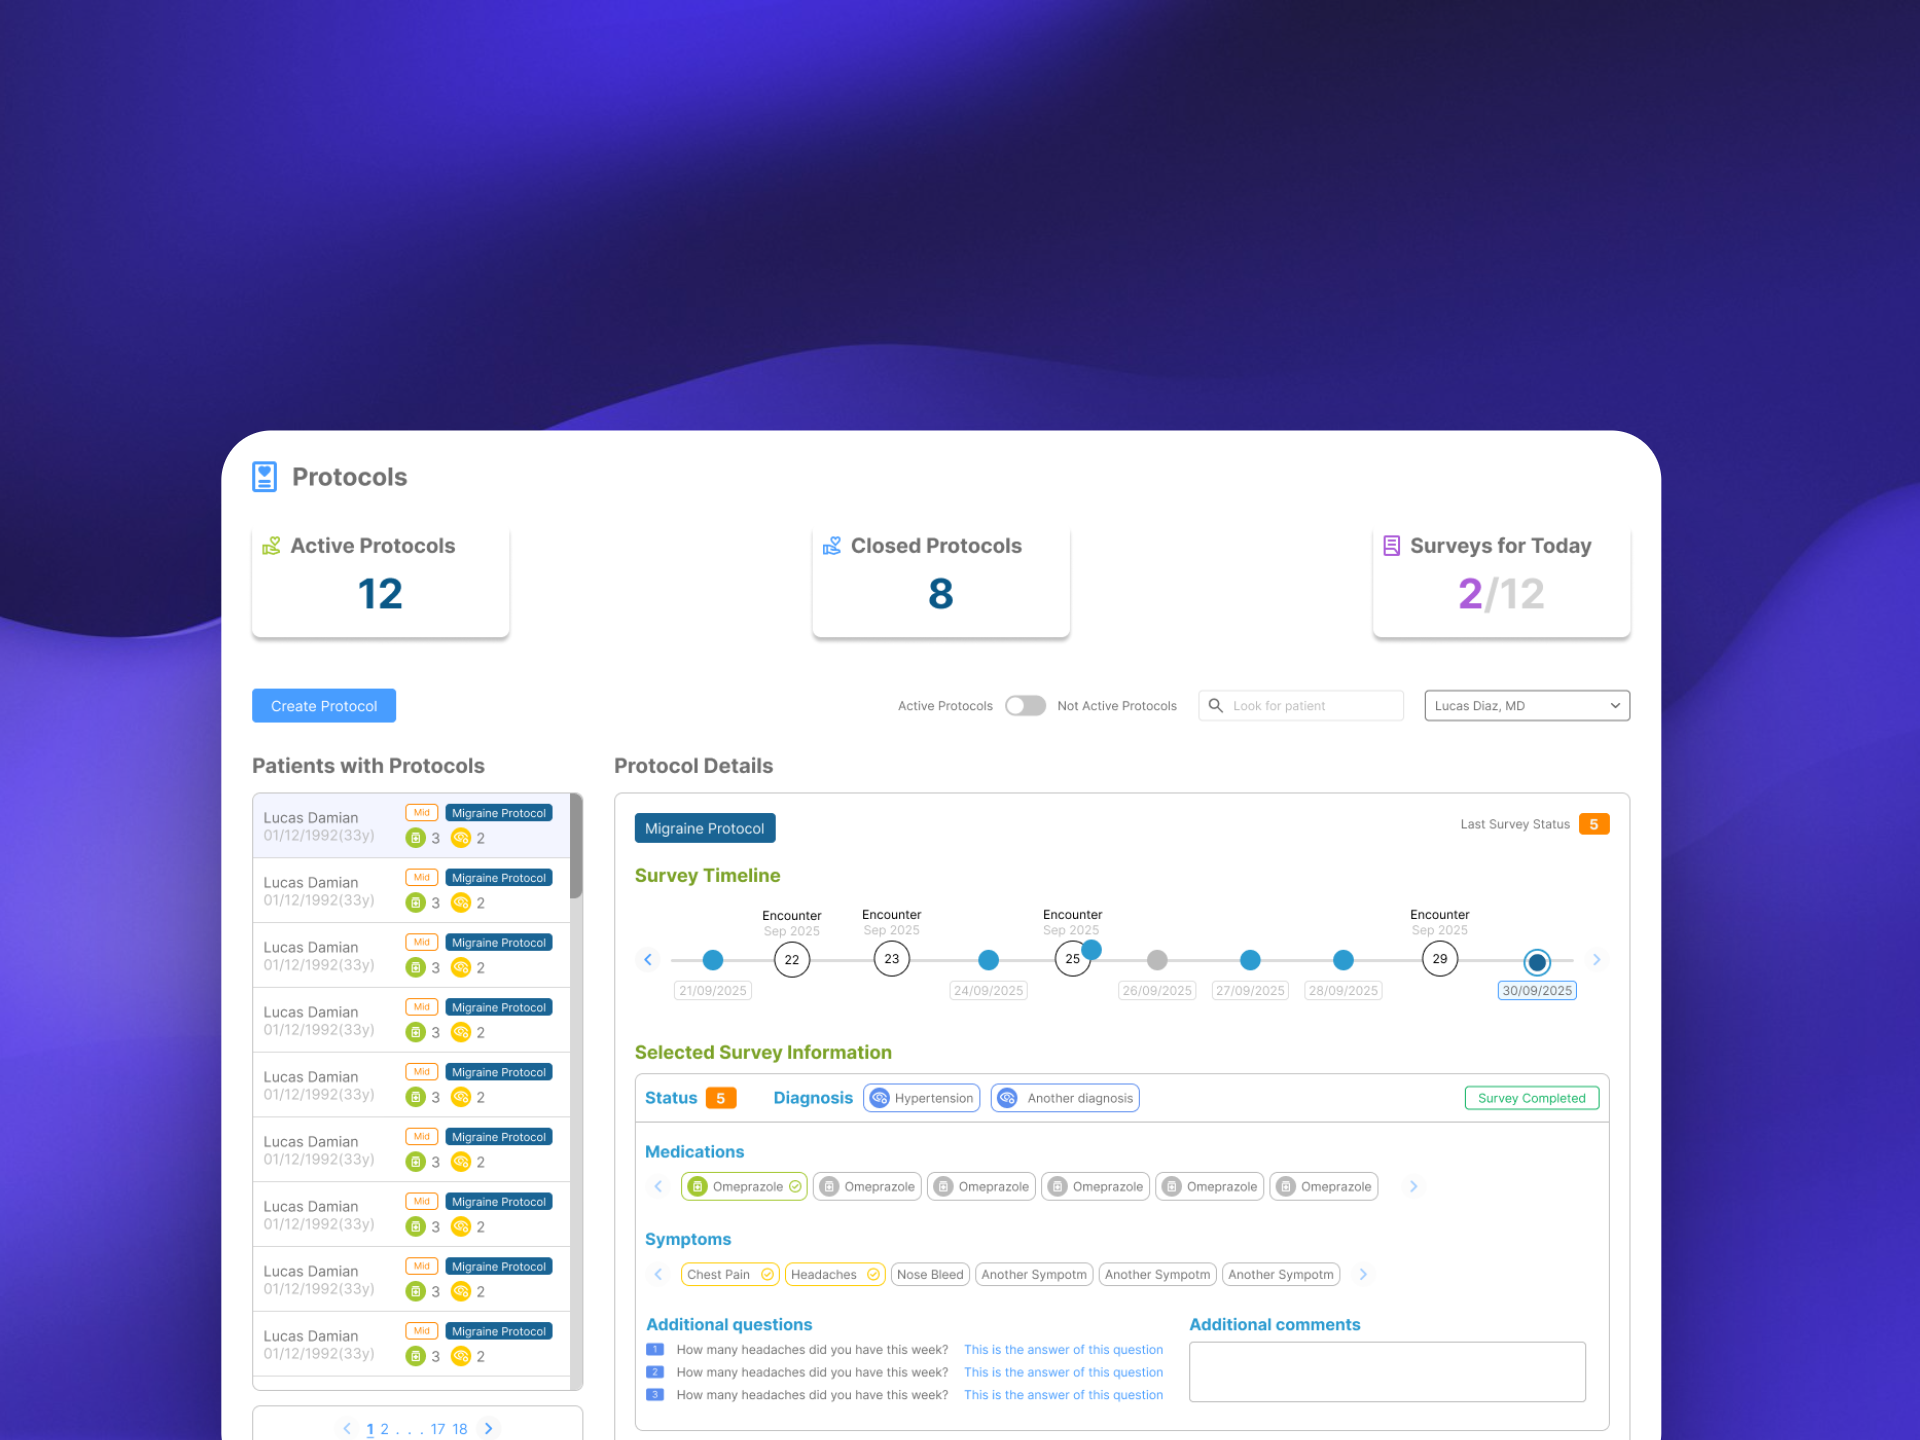 Protocols
Active Protocols
12
Closed Protocols
8
Surveys for Today
2/12
Create Protocol
Active Protocols
Not Active Protocols
Look for patient
Lucas Diaz, MD
Patients with Protocols
Lucas Damian
01/12/1992(33y)
Mid
Migraine Protocol
3
2
Lucas Damian
01/12/1992(33y)
Mid
Migraine Protocol
3
2
Lucas Damian
01/12/1992(33y)
Mid
Migraine Protocol
3
2
Lucas Damian
01/12/1992(33y)
Mid
Migraine Protocol
3
2
Lucas Damian
01/12/1992(33y)
Mid
Migraine Protocol
3
2
Lucas Damian
01/12/1992(33y)
Mid
Migraine Protocol
3
2
Lucas Damian
01/12/1992(33y)
Mid
Migraine Protocol
3
2
Lucas Damian
01/12/1992(33y)
Mid
Migraine Protocol
3
2
Lucas Damian
01/12/1992(33y)
Mid
Migraine Protocol
3
2
1 2 . . . 17 18
Protocol Details
Migraine Protocol
Last Survey Status 5
Survey Timeline
21/09/2025
Encounter
Sep 2025
22
Encounter
Sep 2025
23
24/09/2025
Encounter
Sep 2025
25
26/09/2025
27/09/2025
28/09/2025
Encounter
Sep 2025
29
30/09/2025
Selected Survey Information
Status 5
Diagnosis
Hypertension
Another diagnosis
Survey Completed
Medications
Omeprazole
Omeprazole
Omeprazole
Omeprazole
Omeprazole
Omeprazole
Symptoms
Chest Pain
Headaches
Nose Bleed
Another Sympotm
Another Sympotm
Another Sympotm
Additional questions
1 How many headaches did you have this week? This is the answer of this question
2 How many headaches did you have this week? This is the answer of this question
3 How many headaches did you have this week? This is the answer of this question
Additional comments